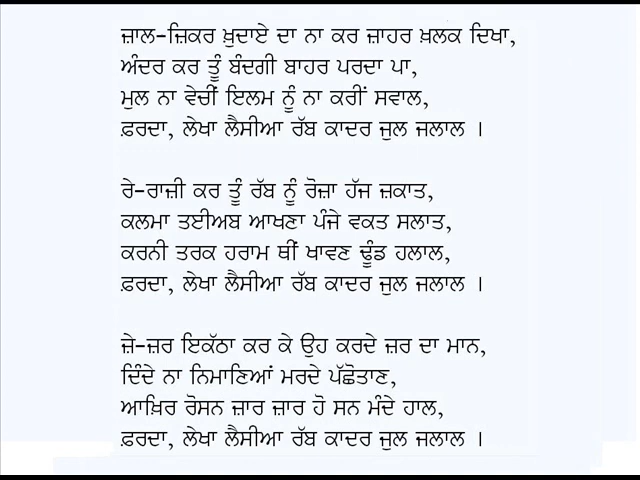 ਜ਼ਾਲ-ਜ਼ਿਕਰ ਖ਼ੁਦਾਏ ਦਾ ਨਾ ਕਰ ਜ਼ਾਹਰ ਖ਼ਲਕ ਦਿਖਾ,
ਅੰਦਰ ਕਰ ਤੂੰ ਬੰਦਗੀ ਬਾਹਰ ਪਰਦਾ ਪਾ,
ਮੁਲ ਨਾ ਵੇਚੀਂ ਇਲਮ ਨੂੰ ਨਾ ਕਰੀਂ ਸਵਾਲ,
ਫ਼ਰਦਾ, ਲੇਖਾ ਲੈਸੀਆ ਰੱਬ ਕਾਦਰ ਜੁਲ ਜਲਾਲ ।
ਰੇ-ਰਾਜ਼ੀ ਕਰ ਤੂੰ ਰੱਬ ਨੂੰ ਰੋਜ਼ਾ ਹੱਜ ਜ਼ਕਾਤ,
ਕਲਮਾ ਤਈਅਬ ਆਖਣਾ ਪੰਜੇ ਵਕਤ ਸਲਾਤ,
ਕਰਨੀ ਤਰਕ ਹਰਾਮ ਥੀਂ ਖਾਵਣ ਢੂੰਡ ਹਲਾਲ,
ਫ਼ਰਦਾ, ਲੇਖਾ ਲੈਸੀਆ ਰੱਬ ਕਾਦਰ ਜੁਲ ਜਲਾਲ ।
ਜ਼ੇ-ਜ਼ਰ ਇਕੱਠਾ ਕਰ ਕੇ ਉਹ ਕਰਦੇ ਜ਼ਰ ਦਾ ਮਾਨ,
ਦਿੰਦੇ ਨਾ ਨਿਮਾਣਿਆਂ ਮਰਦੇ ਪੱਛੋਤਾਣ,
ਆਖ਼ਿਰ ਰੋਸਨ ਜ਼ਾਰ ਜ਼ਾਰ ਹੋ ਸਨ ਮੰਦੇ ਹਾਲ,
ਫ਼ਰਦਾ, ਲੇਖਾ ਲੈਸੀਆ ਰੱਬ ਕਾਦਰ ਜੁਲ ਜਲਾਲ ।